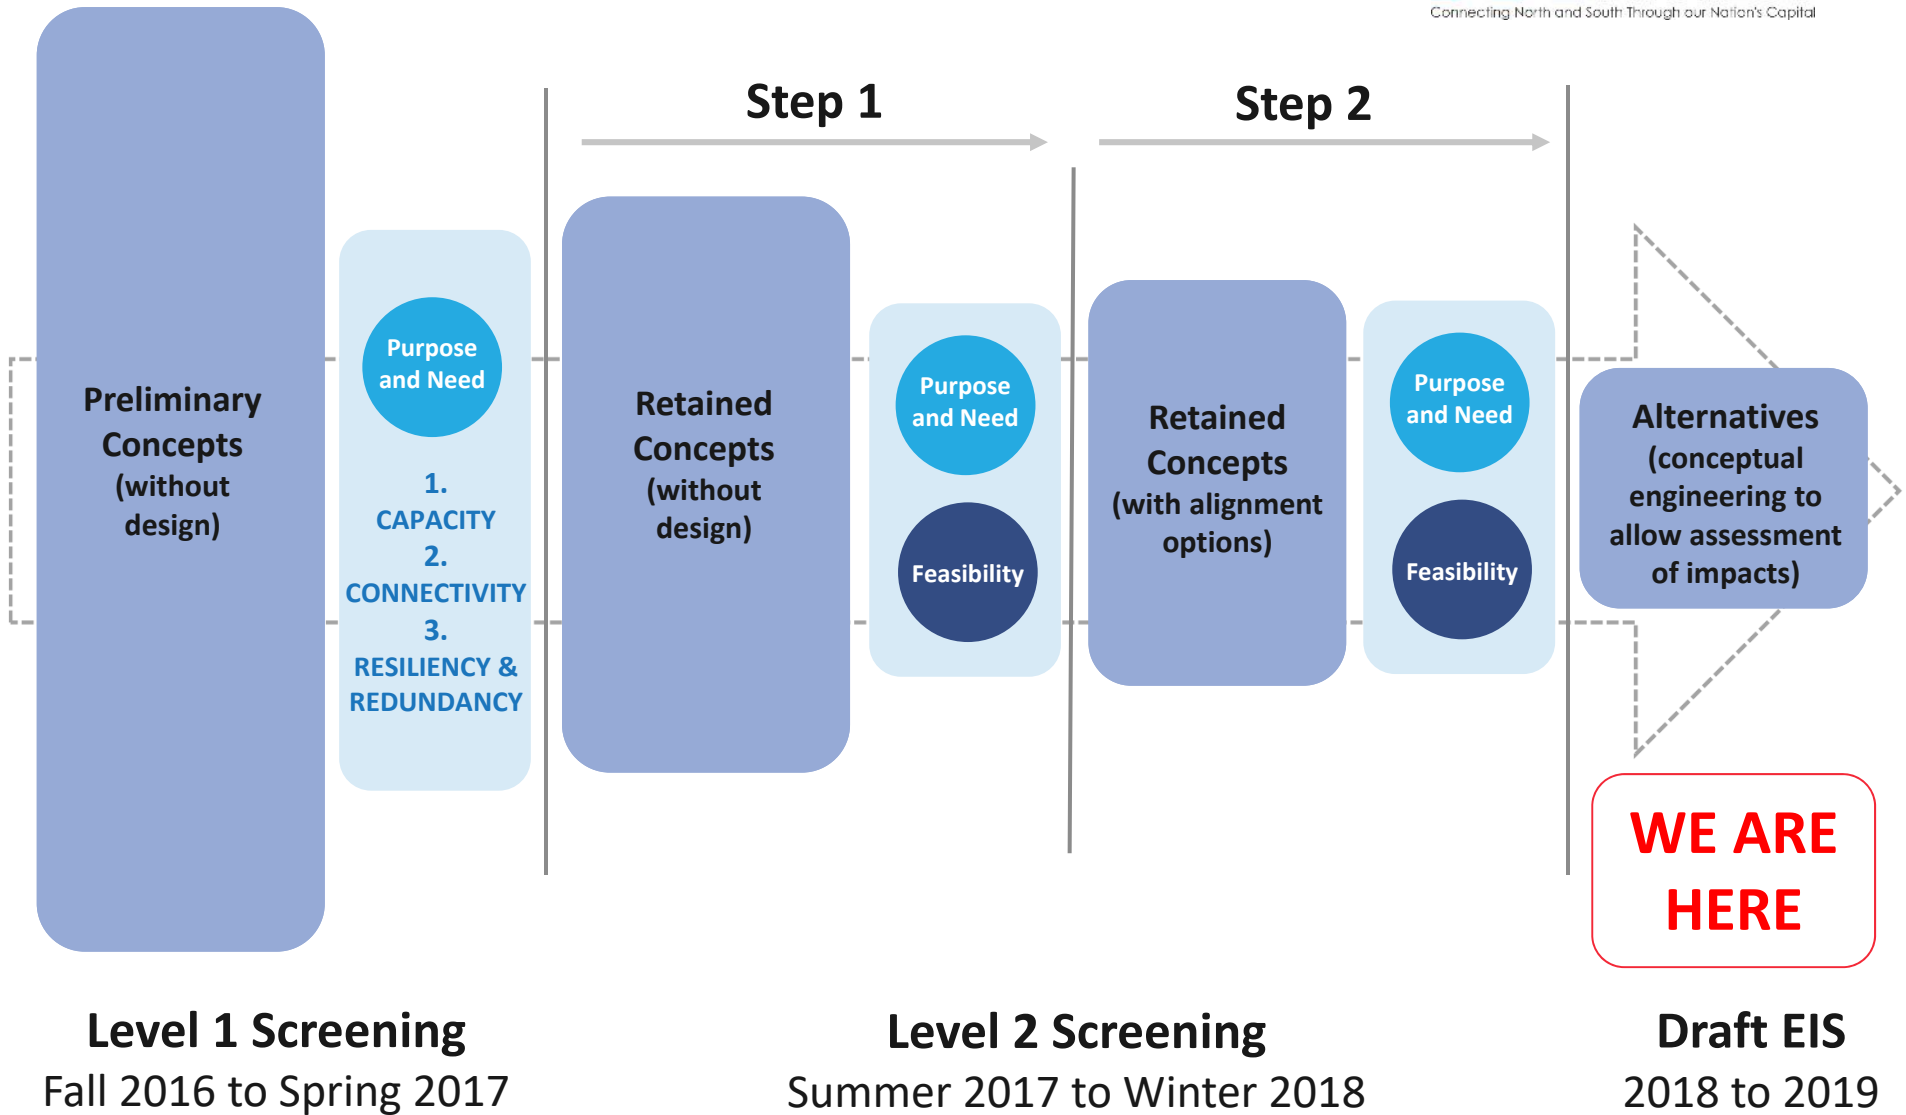 Connecting North and South Through our Nation's Capital
Step 1
Step 2
Preliminary
Concepts
(without
design)
Purpose
and Need
1.
CAPACITY
2.
CONNECTIVITY
3.
RESILIENCY &
REDUNDANCY
Retained
Concepts
(without
design)
Purpose
and Need
Feasibility
Retained
Concepts
(with alignment
options)
Purpose
and Need
Feasibility
Alternatives
(conceptual
engineering to
allow assessment
of impacts)
WE ARE
HERE
Level 1 Screening
Fall 2016 to Spring 2017
Level 2 Screening
Summer 2017 to Winter 2018
Draft EIS
2018 to 2019